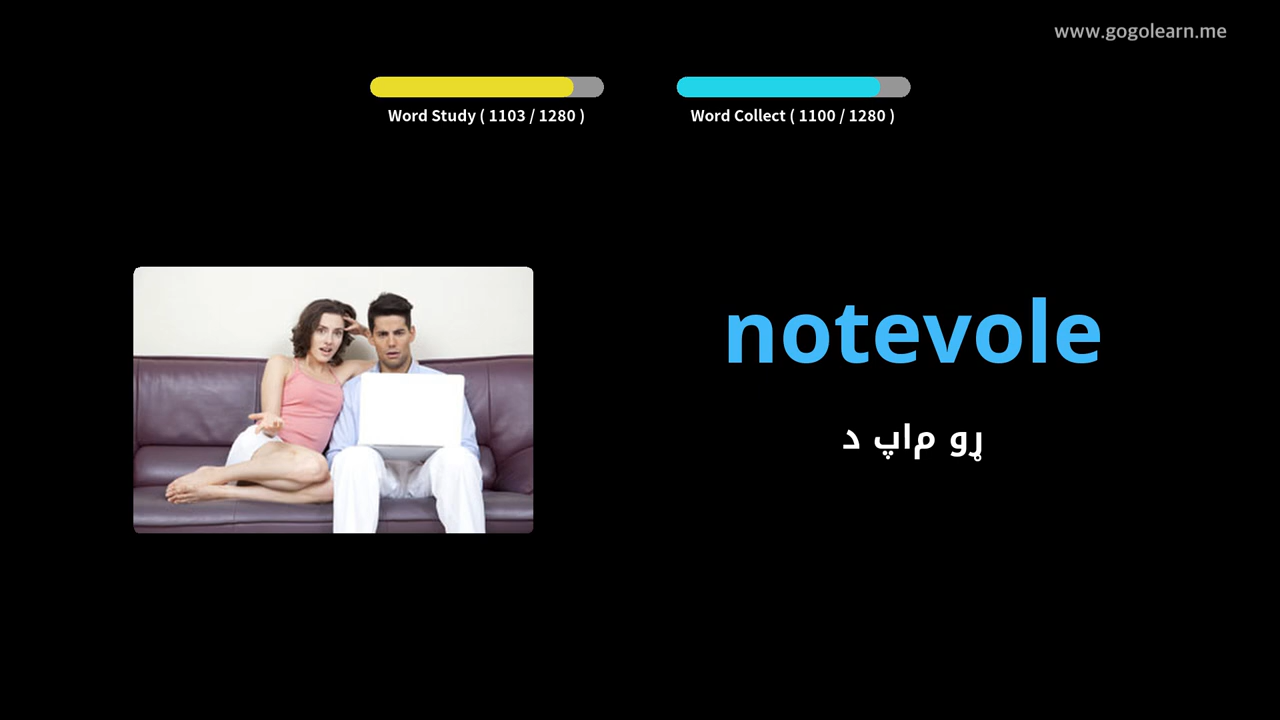 www.gogolearn.me
Word Study ( 1103 / 1280 )
Word Collect ( 1100 / 1280 )
notevole
د پام وړ